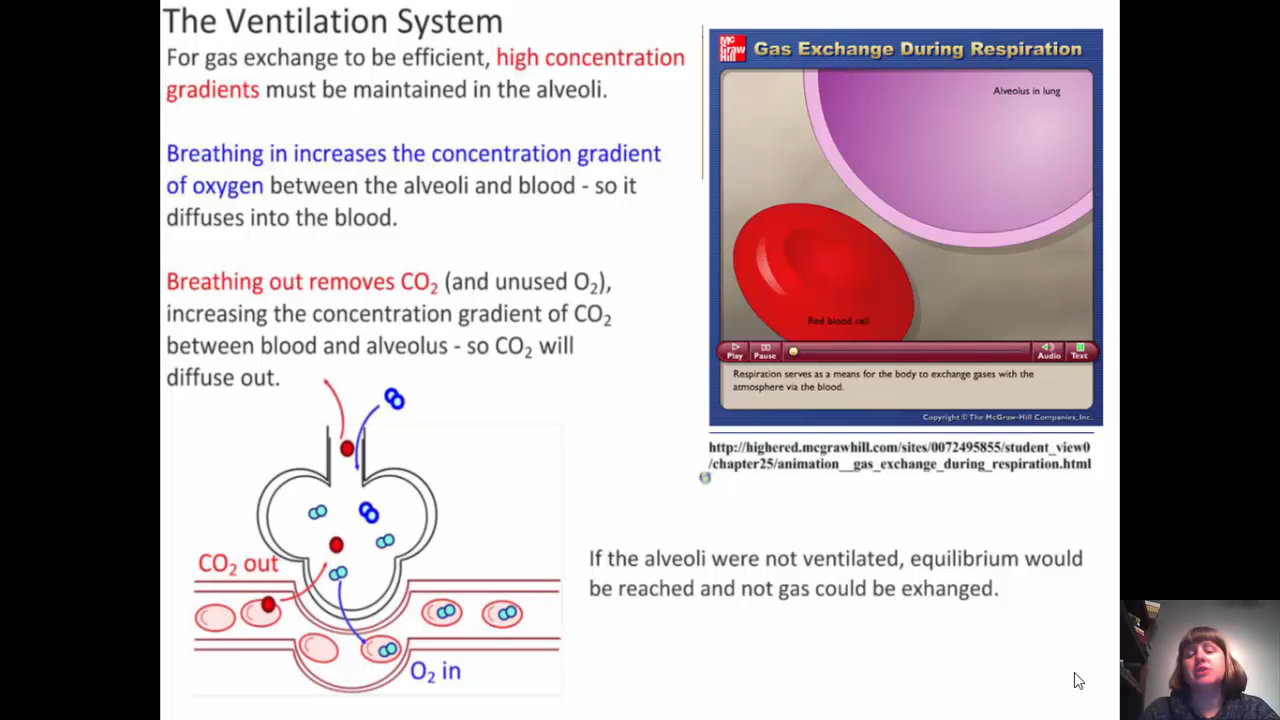 The Ventilation System
For gas exchange to be efficient, high concentration
gradients must be maintained in the alveoli.
Breathing in increases the concentration gradient
of oxygen between the alveoli and blood - so it
diffuses into the blood.
Breathing out removes CO₂ (and unused O₂),
increasing the concentration gradient of CO₂
between blood and alveolus - so CO₂ will
diffuse out.
CO₂ out
O₂ in
Mc
Graw
Hill
Gas Exchange During Respiration
Alveolus in lung
Red blood cell
Play
Pause
Audio
Text
Respiration serves as a means for the body to exchange gases with the
atmosphere via the blood.
Copyright © The McGraw-Hill Companies, Inc.
http://highered.mcgrawhill.com/sites/0072495855/student_view0
/chapter25/animation__gas_exchange_during_respiration.html
If the alveoli were not ventilated, equilibrium would
be reached and not gas could be exhanged.